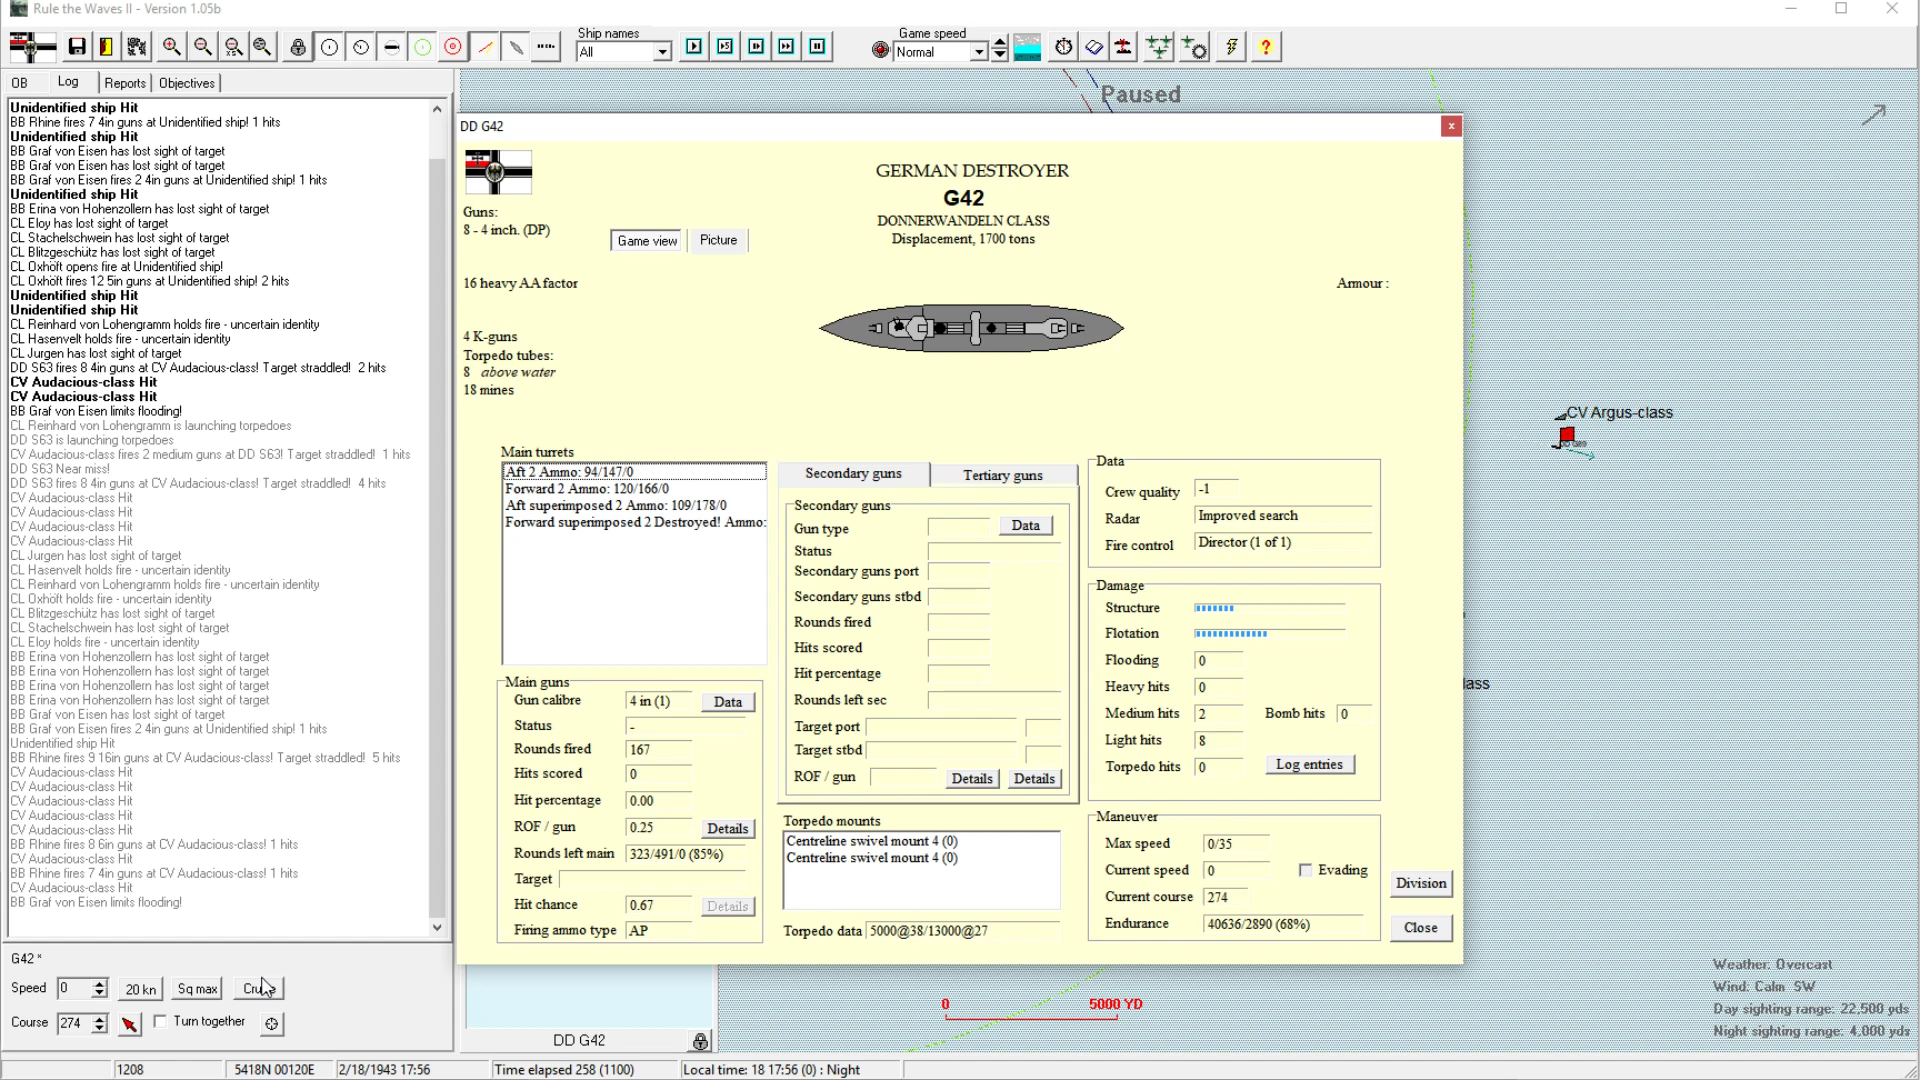 Rule the Waves II - Version 1.05b
Ship names
All
Game speed
Normal
OB
Log
Reports
Objectives
Unidentified ship Hit
BB Rhine fires 7 4in guns at Unidentified ship! 1 hits
Unidentified ship Hit
BB Graf von Eisen has lost sight of target
BB Graf von Eisen has lost sight of target
BB Graf von Eisen fires 2 4in guns at Unidentified ship! 1 hits
Unidentified ship Hit
BB Erina von Hohenzollern has lost sight of target
CL Eloy has lost sight of target
CL Stachelschwein has lost sight of target
CL Blitzgeschütz has lost sight of target
CL Oxhöft opens fire at Unidentified ship!
CL Oxhöft fires 12 5in guns at Unidentified ship! 2 hits
Unidentified ship Hit
Unidentified ship Hit
CL Reinhard von Lohengramm holds fire - uncertain identity
CL Hasenvelt holds fire - uncertain identity
CL Jurgen has lost sight of target
DD S63 fires 8 4in guns at CV Audacious-class! Target straddled! 2 hits
CV Audacious-class Hit
CV Audacious-class Hit
BB Graf von Eisen limits flooding!
CL Reinhard von Lohengramm is launching torpedoes
DD S63 is launching torpedoes
CV Audacious-class fires 2 medium guns at DD S63! Target straddled! 1 hits
DD S63 Near miss!
DD S63 fires 8 4in guns at CV Audacious-class! Target straddled! 4 hits
CV Audacious-class Hit
CV Audacious-class Hit
CV Audacious-class Hit
CV Audacious-class Hit
CL Jurgen has lost sight of target
CL Hasenvelt holds fire - uncertain identity
CL Reinhard von Lohengramm holds fire - uncertain identity
CL Oxhöft holds fire - uncertain identity
CL Blitzgeschütz has lost sight of target
CL Stachelschwein has lost sight of target
CL Eloy holds fire - uncertain identity
BB Erina von Hohenzollern has lost sight of target
BB Erina von Hohenzollern has lost sight of target
BB Erina von Hohenzollern has lost sight of target
BB Erina von Hohenzollern has lost sight of target
BB Graf von Eisen has lost sight of target
BB Graf von Eisen fires 2 4in guns at Unidentified ship! 1 hits
Unidentified ship Hit
BB Rhine fires 9 16in guns at CV Audacious-class! Target straddled! 5 hits
CV Audacious-class Hit
CV Audacious-class Hit
CV Audacious-class Hit
CV Audacious-class Hit
CV Audacious-class Hit
BB Rhine fires 8 6in guns at CV Audacious-class! 1 hits
CV Audacious-class Hit
BB Rhine fires 7 4in guns at CV Audacious-class! 1 hits
CV Audacious-class Hit
BB Graf von Eisen limits flooding!
G42 *
Speed 0 20 kn Sq max
Course 274 Turn together
Paused
DD G42
GERMAN DESTROYER
G42
DONNERWANDELN CLASS
Displacement, 1700 tons
Guns:
8 - 4 inch. (DP)
Game view
Picture
16 heavy AA factor
Armour :
4 K-guns
Torpedo tubes:
8 above water
18 mines
Main turrets
Aft 2 Ammo: 94/147/0
Forward 2 Ammo: 120/166/0
Aft superimposed 2 Ammo: 109/178/0
Forward superimposed 2 Destroyed! Ammo:
Main guns
Gun calibre 4 in (1) Data
Status -
Rounds fired 167
Hits scored 0
Hit percentage 0.00
ROF / gun 0.25 Details
Rounds left main 323/491/0 (85%)
Target
Hit chance 0.67 Details
Firing ammo type AP
Secondary guns
Tertiary guns
Secondary guns
Gun type Data
Status
Secondary guns port
Secondary guns stbd
Rounds fired
Hits scored
Hit percentage
Rounds left sec
Target port
Target stbd
ROF / gun Details Details
Torpedo mounts
Centreline swivel mount 4 (0)
Centreline swivel mount 4 (0)
Torpedo data 5000@38/13000@27
Data
Crew quality -1
Radar Improved search
Fire control Director (1 of 1)
Damage
Structure
Flotation
Flooding 0
Heavy hits 0
Medium hits 2 Bomb hits 0
Light hits 8
Torpedo hits 0 Log entries
Maneuver
Max speed 0/35
Current speed 0 Evading
Current course 274
Endurance 40636/2890 (68%)
Division
Close
CV Argus-class
lass
0 5000 YD
Weather: Overcast
Wind: Calm SW
Day sighting range: 22,500 yds
Night sighting range: 4,000 yds
DD G42
1208
5418N 00120E
2/18/1943 17:56
Time elapsed 258 (1100)
Local time: 18 17:56 (0) : Night